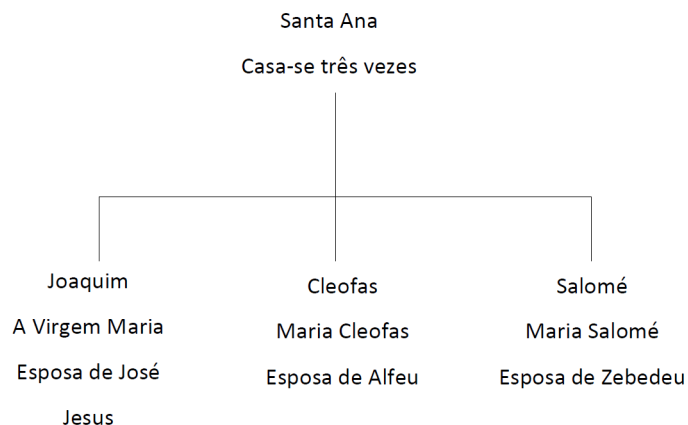 Santa Ana
Casa-se três vezes
Joaquim
A Virgem Maria
Esposa de José
Jesus
Cleofas
Maria Cleofas
Esposa de Alfeu
Salomé
Maria Salomé
Esposa de Zebedeu